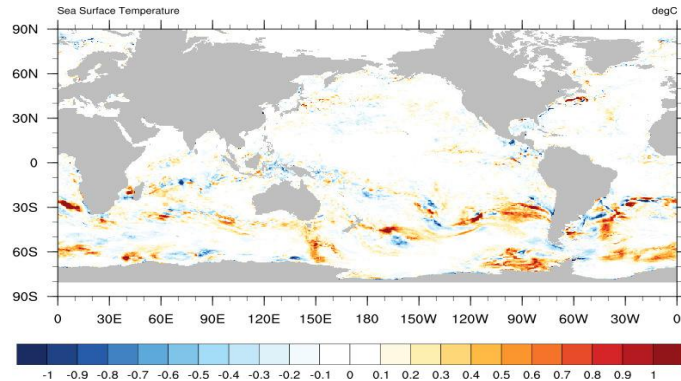 Sea Surface Temperature degC
90N
60N
30N
0
30S
60S
90S
0 30E 60E 90E 120E 150E 180 150W 120W 90W 60W 30W 0
-1 -0.9 -0.8 -0.7 -0.6 -0.5 -0.4 -0.3 -0.2 -0.1 0 0.1 0.2 0.3 0.4 0.5 0.6 0.7 0.8 0.9 1